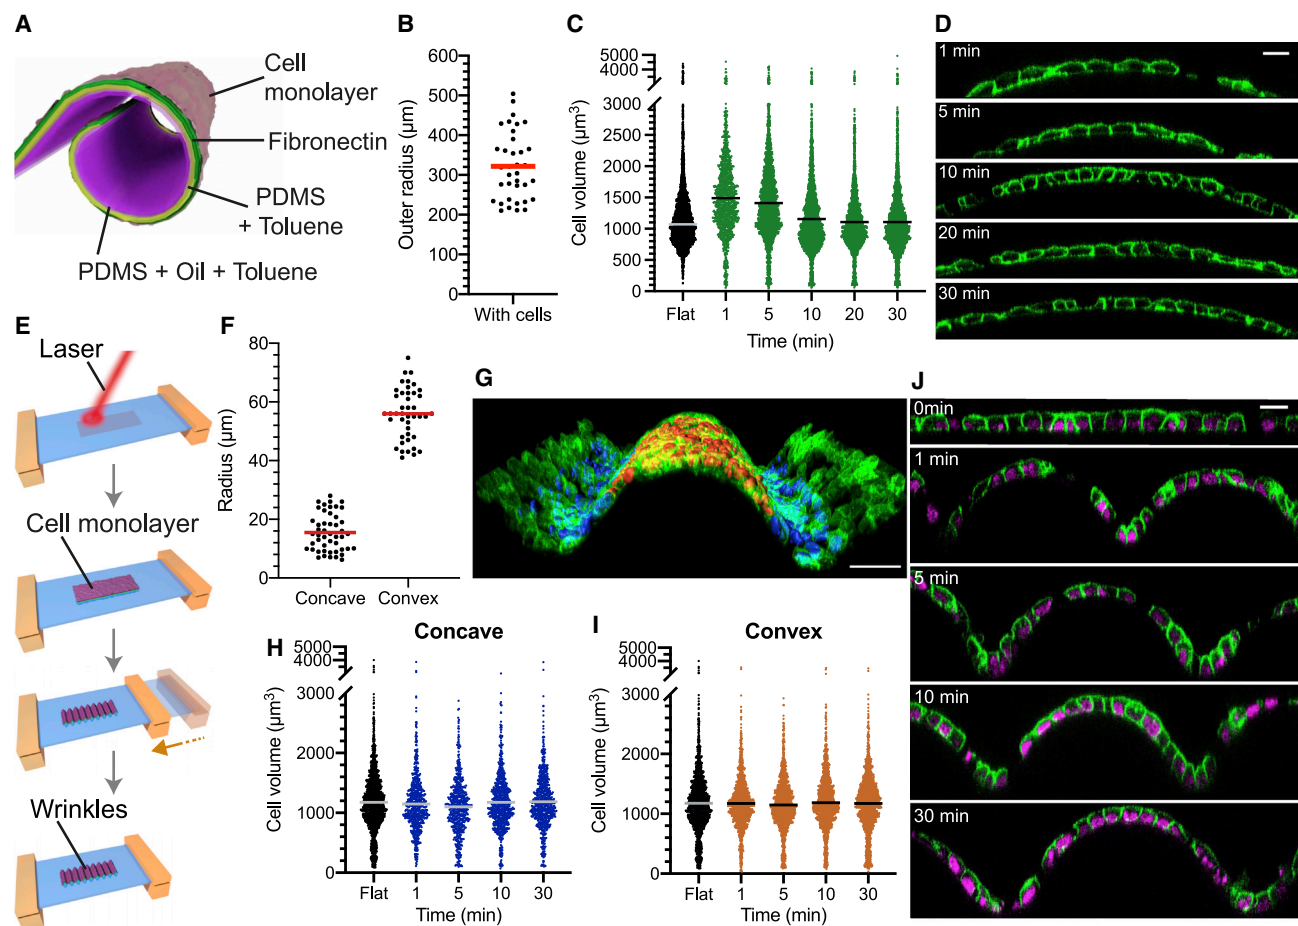 A
Cell
monolayer
Fibronectin
PDMS
+ Toluene
PDMS + Oil + Toluene
B
600
500
400
300
200
100
0
Outer radius (μm)
With cells
C
5000
4000
3000
2500
2000
1500
1000
500
0
Cell volume (μm³)
Flat 1 5 10 20 30
Time (min)
D
1 min
5 min
10 min
20 min
30 min
E
Laser
Cell monolayer
Wrinkles
F
80
60
40
20
0
Radius (μm)
Concave Convex
G
H
Concave
5000
4000
3000
2000
1000
0
Cell volume (μm³)
Flat 1 5 10 30
Time (min)
I
Convex
5000
4000
3000
2000
1000
0
Cell volume (μm³)
Flat 1 5 10 30
Time (min)
J
0min
1 min
5 min
10 min
30 min